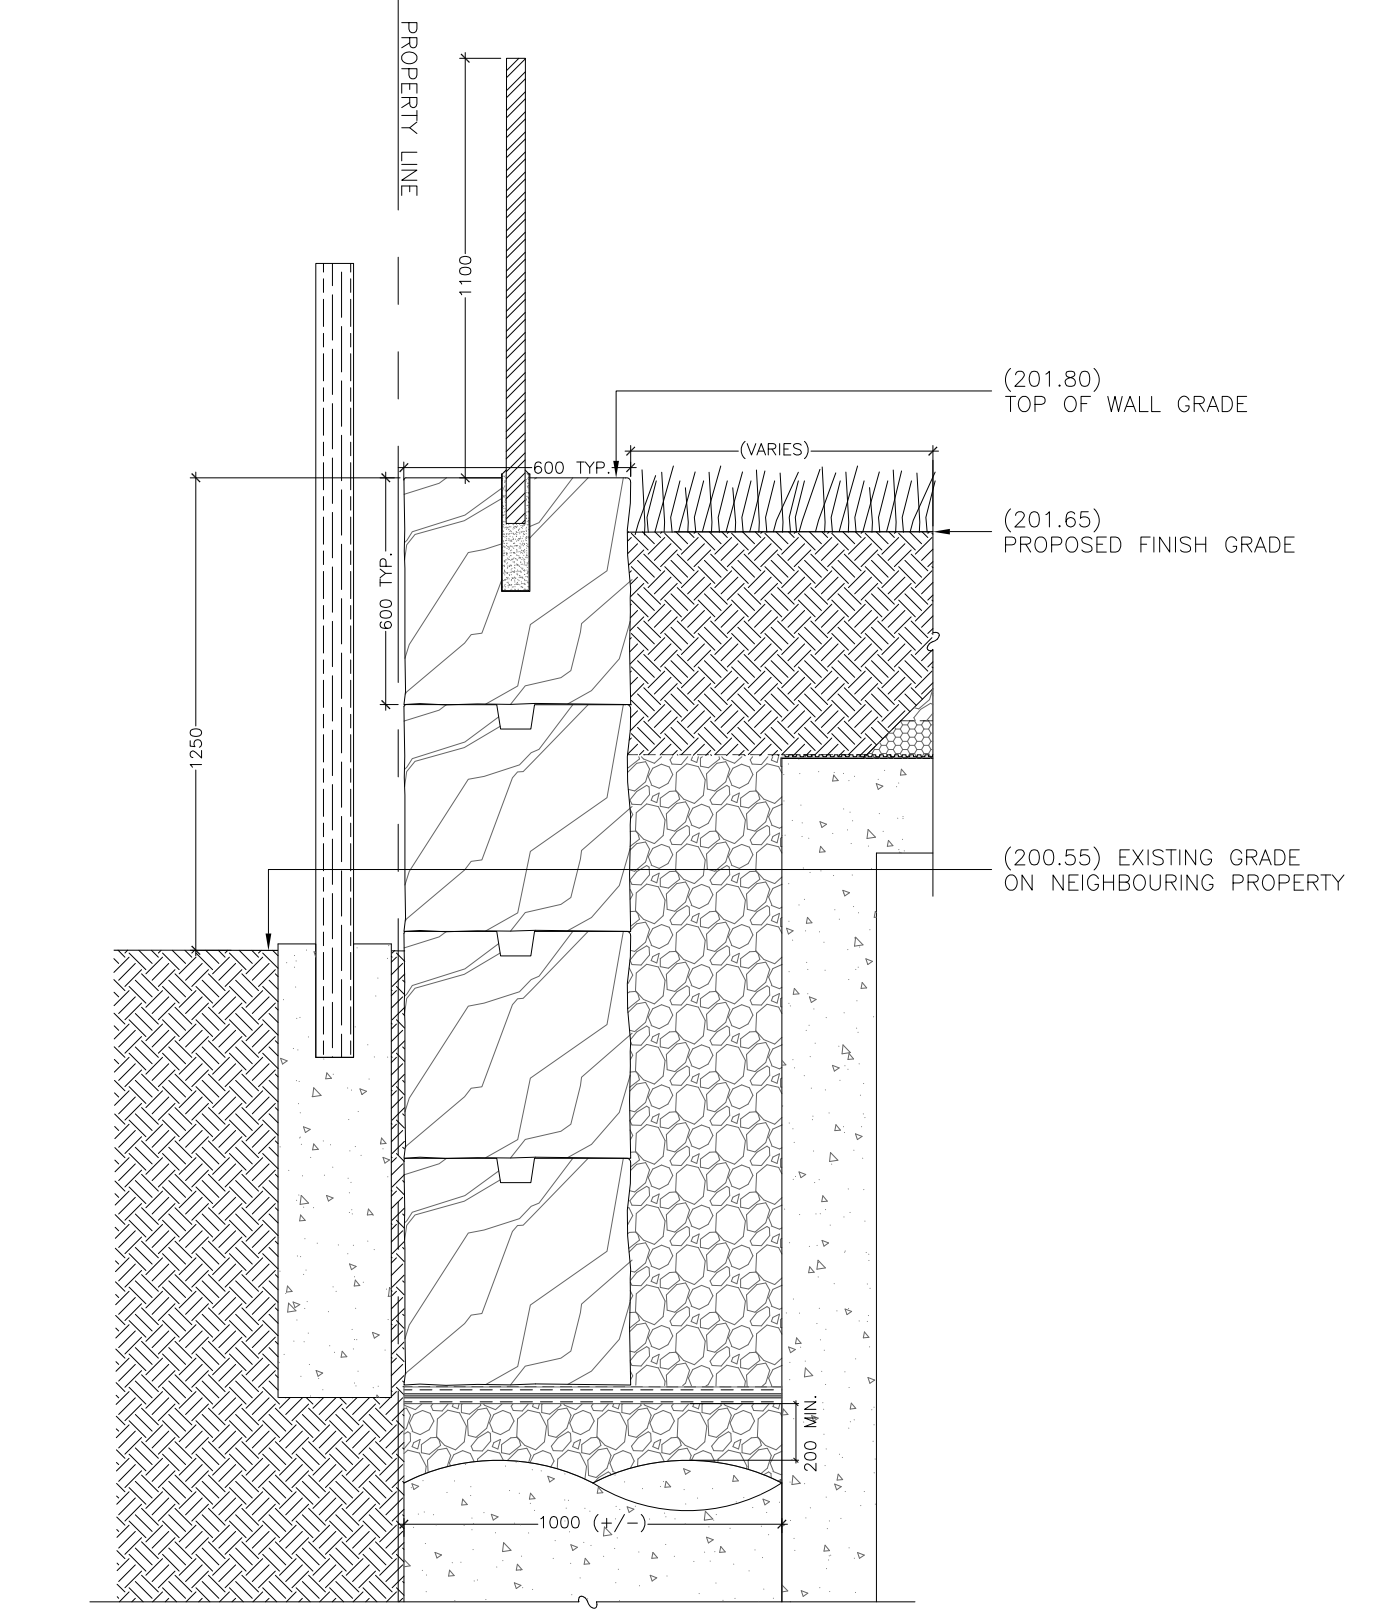 PROPERTY LINE
1100
(201.80)
TOP OF WALL GRADE
(VARIES)
600 TYP.
(201.65)
PROPOSED FINISH GRADE
600 TYP.
1250
(200.55) EXISTING GRADE
ON NEIGHBOURING PROPERTY
200 MIN.
1000 (+/-)